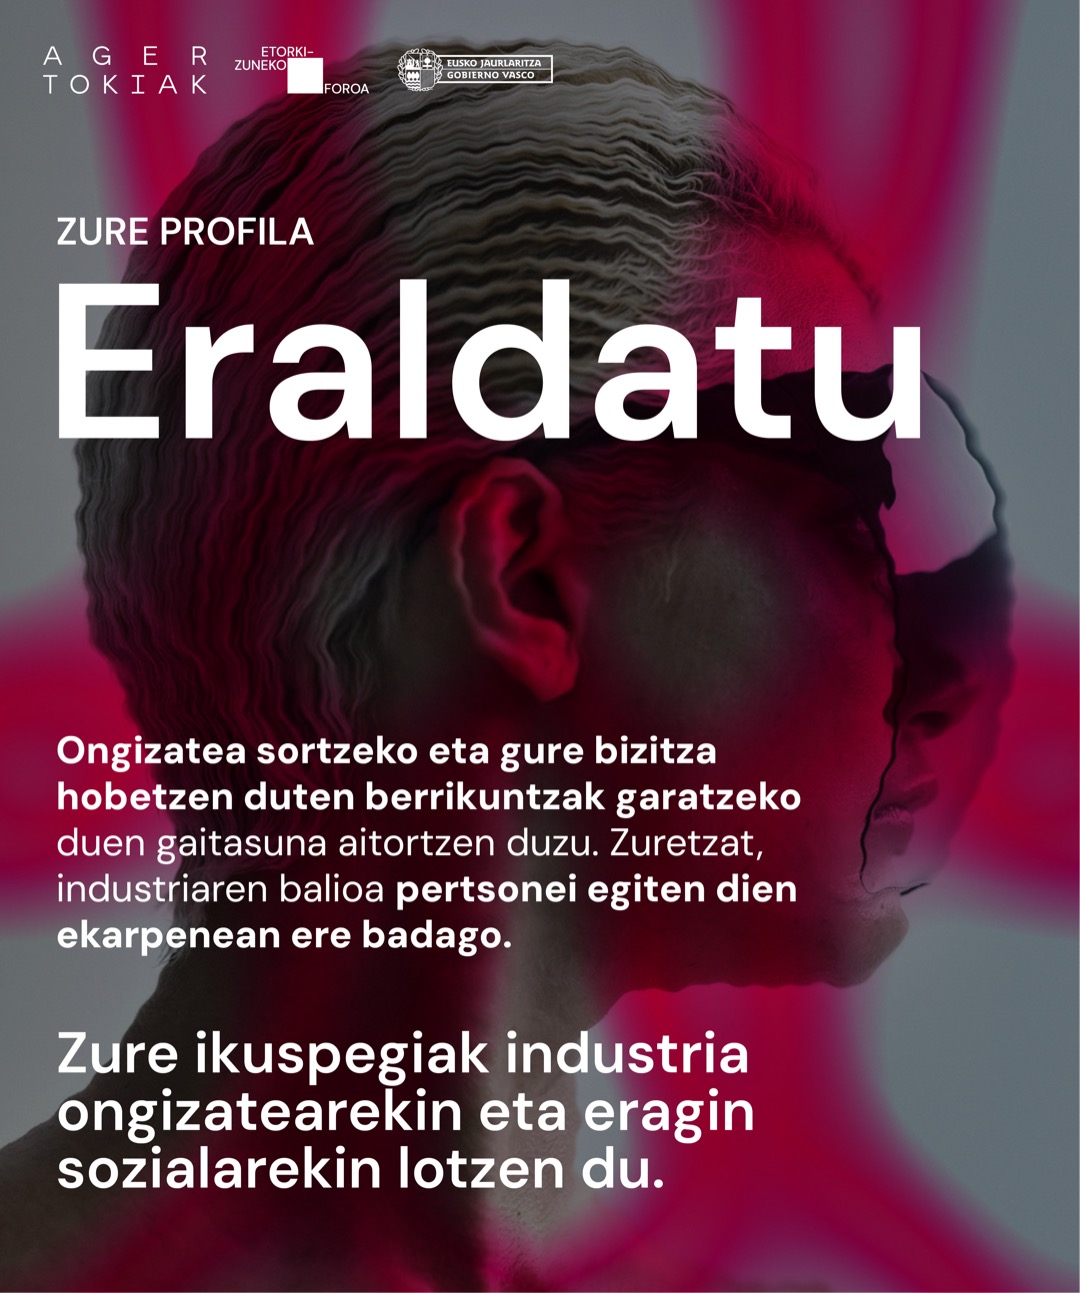 AGER
TOKIAK
ETORKI-
ZUNEKO
FOROA
EUSKO JAURLARITZA
GOBIERNO VASCO
ZURE PROFILA
Eraldatu
Ongizatea sortzeko eta gure bizitza
hobetzen duten berrikuntzak garatzeko
duen gaitasuna aitortzen duzu. Zuretzat,
industriaren balioa pertsonei egiten dien
ekarpenean ere badago.
Zure ikuspegiak industria
ongizatearekin eta eragin
sozialarekin lotzen du.